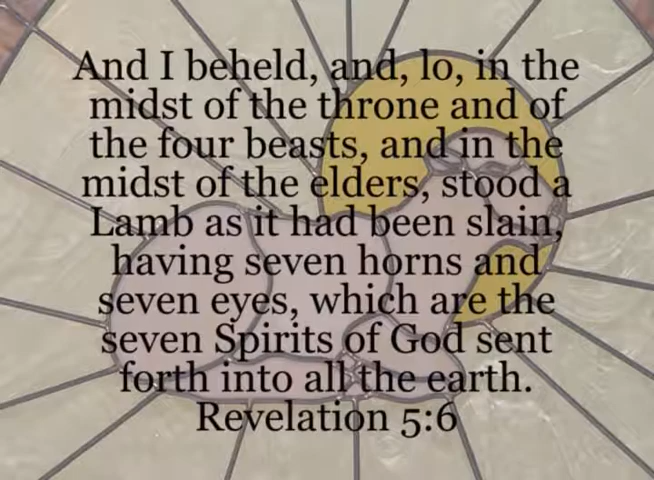 And I beheld, and, lo, in the
midst of the throne and of
the four beasts, and in the
midst of the elders, stood a
Lamb as it had been slain,
having seven horns and
seven eyes, which are the
seven Spirits of God sent
forth into all the earth.
Revelation 5:6